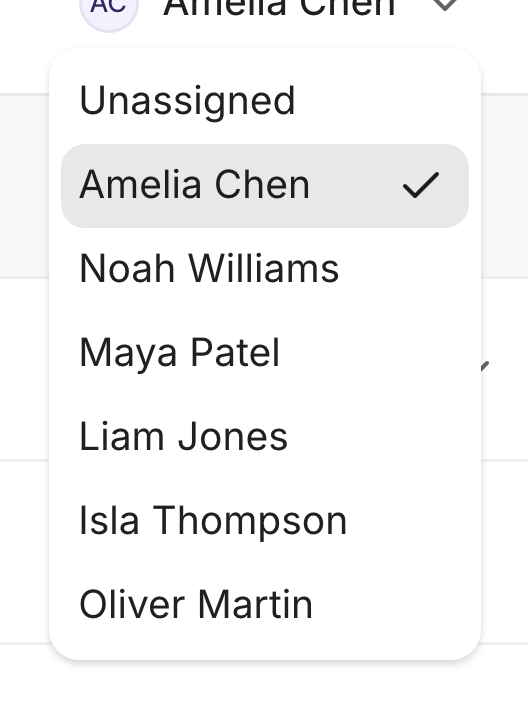 AC Amelia Chen
Unassigned
Amelia Chen
Noah Williams
Maya Patel
Liam Jones
Isla Thompson
Oliver Martin